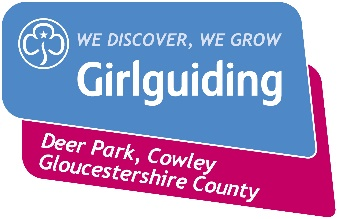 WE DISCOVER, WE GROW
Girlguiding
Deer Park, Cowley
Gloucestershire County